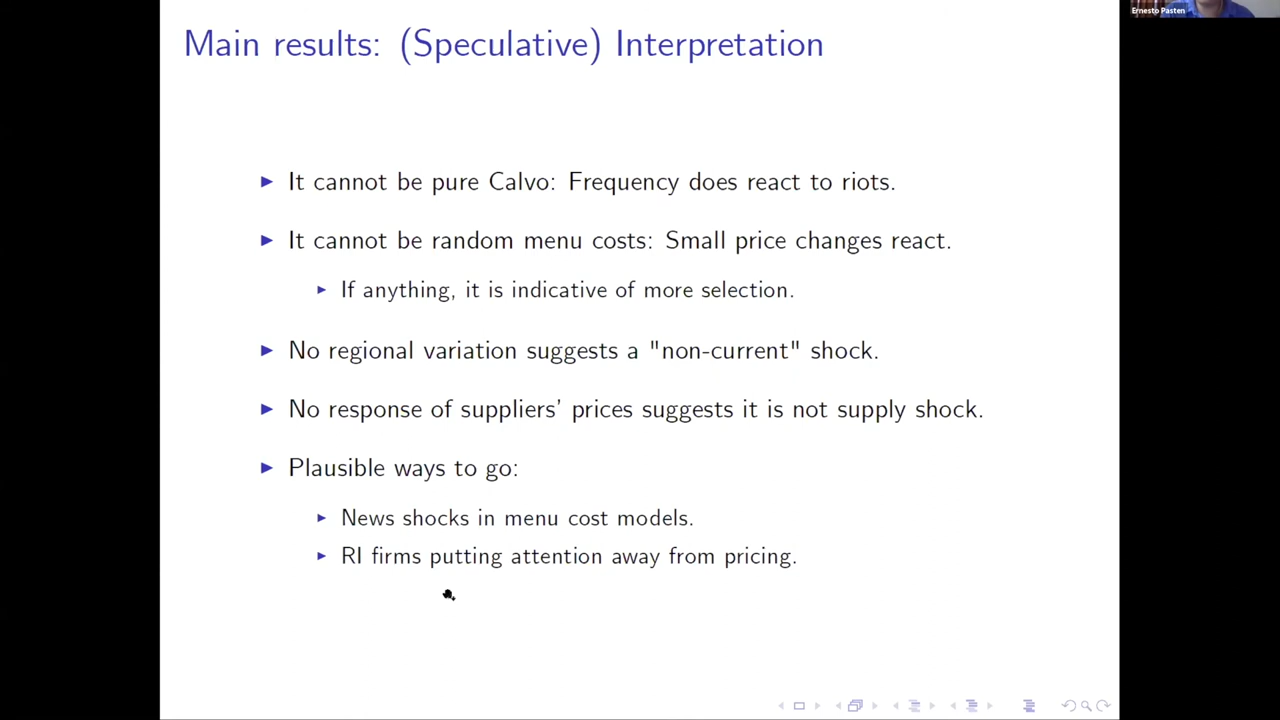 Ernesto Pasten
Main results: (Speculative) Interpretation
It cannot be pure Calvo: Frequency does react to riots.
It cannot be random menu costs: Small price changes react.
If anything, it is indicative of more selection.
No regional variation suggests a "non-current" shock.
No response of suppliers' prices suggests it is not supply shock.
Plausible ways to go:
News shocks in menu cost models.
RI firms putting attention away from pricing.